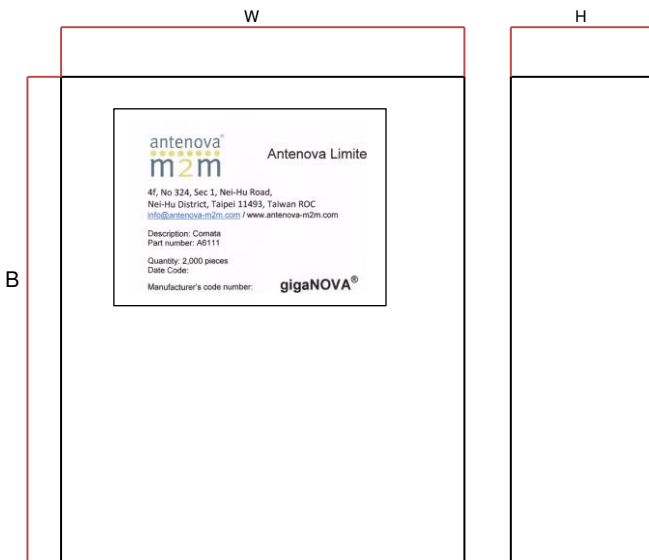 W
H
antenova®
m2m
Antenova Limite
4f, No 324, Sec 1, Nei-Hu Road,
Nei-Hu District, Taipei 11493, Taiwan ROC
info@antenova-m2m.com / www.antenova-m2m.com
Description: Comata
Part number: A6111
Quantity: 2,000 pieces
Date Code:
Manufacturer's code number:
gigaNOVA®
B